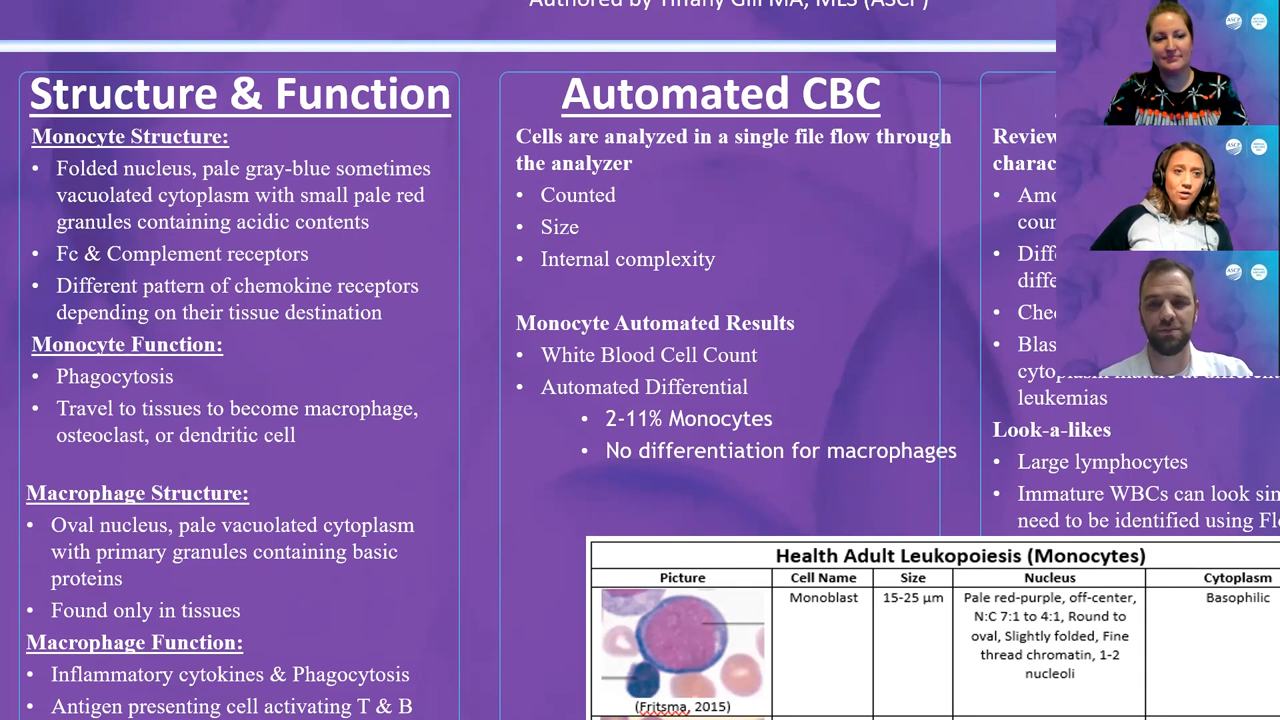 Authored by Tiffany Gill MA, MLS (ASCP)
Structure & Function
Monocyte Structure:
• Folded nucleus, pale gray-blue sometimes
vacuolated cytoplasm with small pale red
granules containing acidic contents
• Fc & Complement receptors
• Different pattern of chemokine receptors
depending on their tissue destination
Monocyte Function:
• Phagocytosis
• Travel to tissues to become macrophage,
osteoclast, or dendritic cell
Macrophage Structure:
• Oval nucleus, pale vacuolated cytoplasm
with primary granules containing basic
proteins
• Found only in tissues
Macrophage Function:
• Inflammatory cytokines & Phagocytosis
• Antigen presenting cell activating T & B
Automated CBC
Cells are analyzed in a single file flow through
the analyzer
• Counted
• Size
• Internal complexity
Monocyte Automated Results
• White Blood Cell Count
• Automated Differential
• 2-11% Monocytes
• No differentiation for macrophages
Review
charac
•
•
•
• Blas
leukemias
Look-a-likes
• Large lymphocytes
• Immature WBCs can look
need to be identified using
Health Adult Leukopoiesis (Monocytes)
Picture Cell Name Size Nucleus Cytoplasm
Monoblast 15-25 µm Pale red-purple, off-center, Basophilic
N:C 7:1 to 4:1, Round to
oval, Slightly folded, Fine
thread chromatin, 1-2
nucleoli
(Fritsma, 2015)
ASCP
ASCP
ASCP